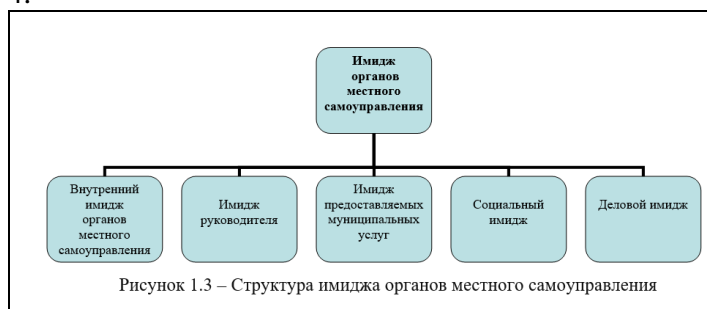 Имидж
органов
местного
самоуправления
Внутренний
имидж
органов
местного
самоуправления
Имидж
руководителя
Имидж
предоставляемых
муниципальных
услуг
Социальный
имидж
Деловой имидж
Рисунок 1.3 – Структура имиджа органов местного самоуправления